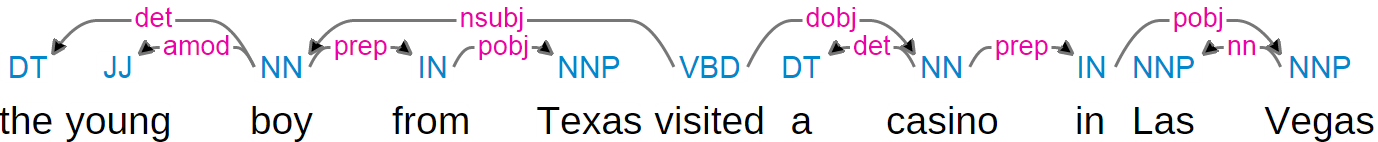 det nsubj dobj pobj
amod prep pobj det prep nn
DT JJ NN IN NNP VBD DT NN IN NNP NNP
the young boy from Texas visited a casino in Las Vegas